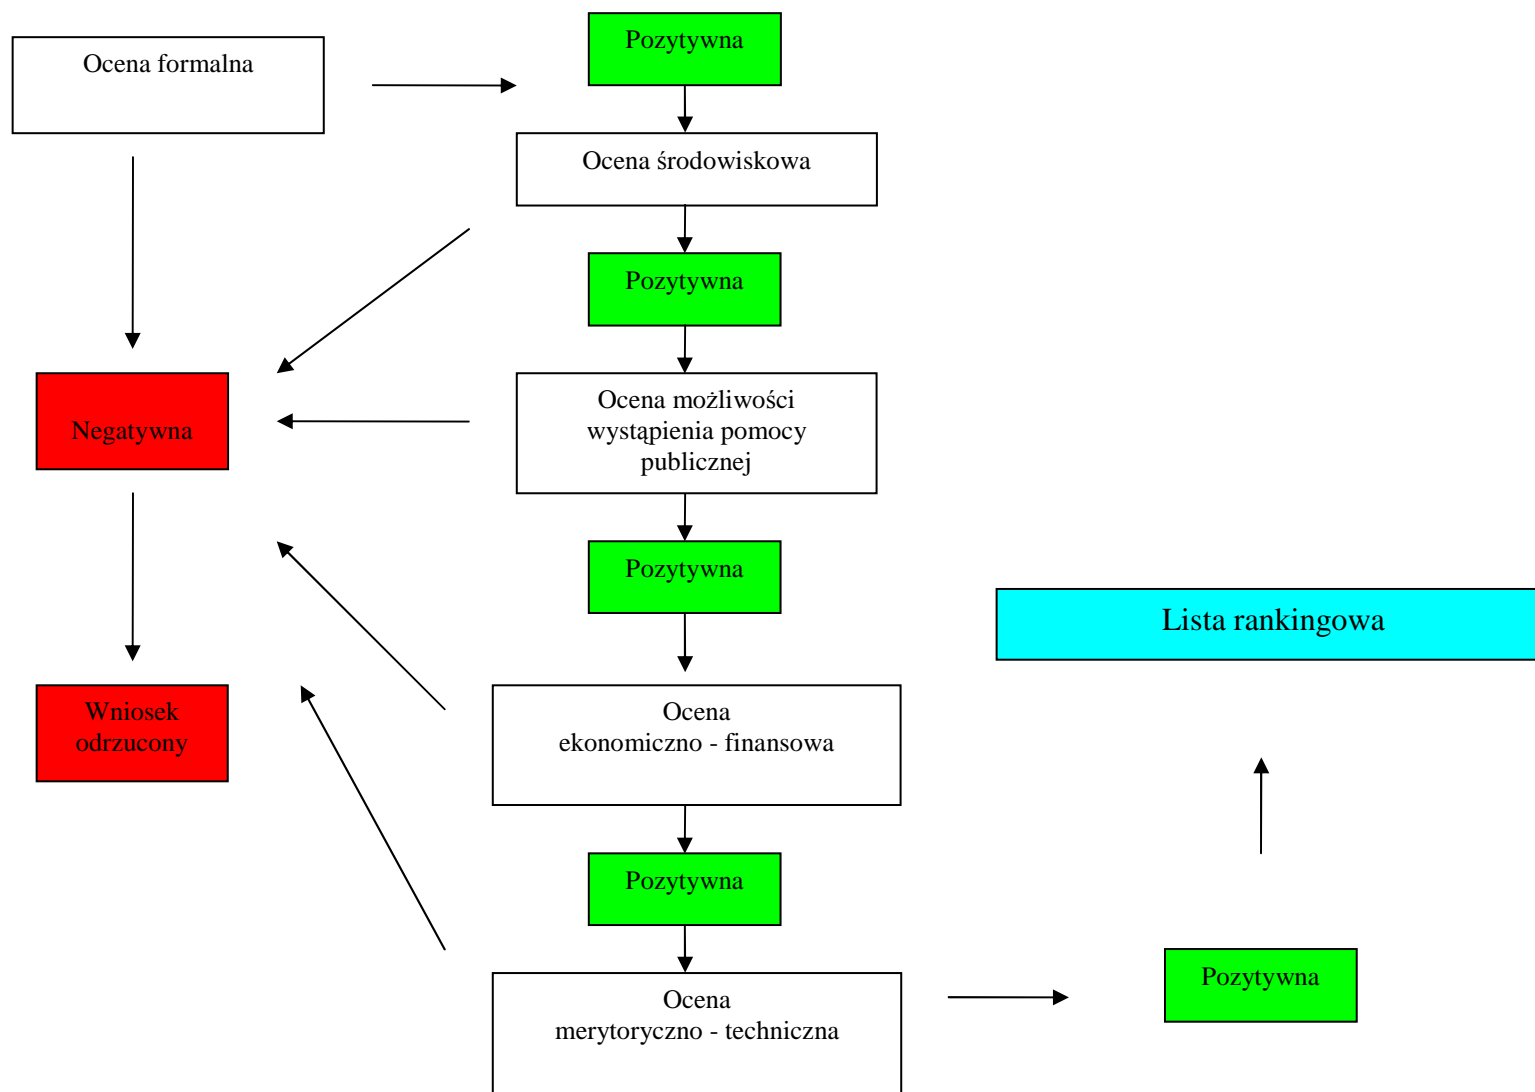 Pozytywna
Ocena formalna
Ocena środowiskowa
Pozytywna
Negatywna
Ocena możliwości
wystąpienia pomocy
publicznej
Pozytywna
Lista rankingowa
Wniosek
odrzucony
Ocena
ekonomiczno - finansowa
Pozytywna
Ocena
merytoryczno - techniczna
Pozytywna